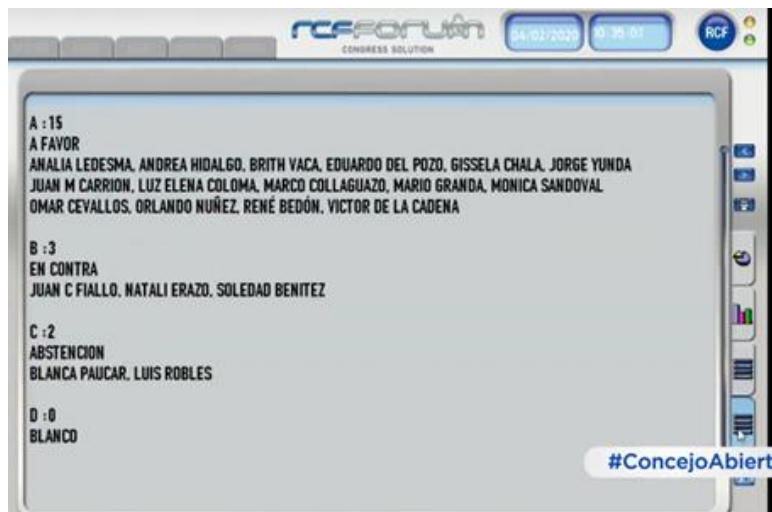 RCF FORUM
CONGRESS SOLUTION
04/02/2020
10:35:07
RCF
A :15
A FAVOR
ANALIA LEDESMA, ANDREA HIDALGO, BRITH VACA, EDUARDO DEL POZO, GISSELA CHALA, JORGE YUNDA
JUAN M CARRION, LUZ ELENA COLOMA, MARCO COLLAGUAZO, MARIO GRANDA, MONICA SANDOVAL
OMAR CEVALLOS, ORLANDO NUÑEZ, RENÉ BEDÓN, VICTOR DE LA CADENA
B :3
EN CONTRA
JUAN C FIALLO, NATALI ERAZO, SOLEDAD BENITEZ
C :2
ABSTENCION
BLANCA PAUCAR, LUIS ROBLES
D :0
BLANCO
#ConcejoAbiert